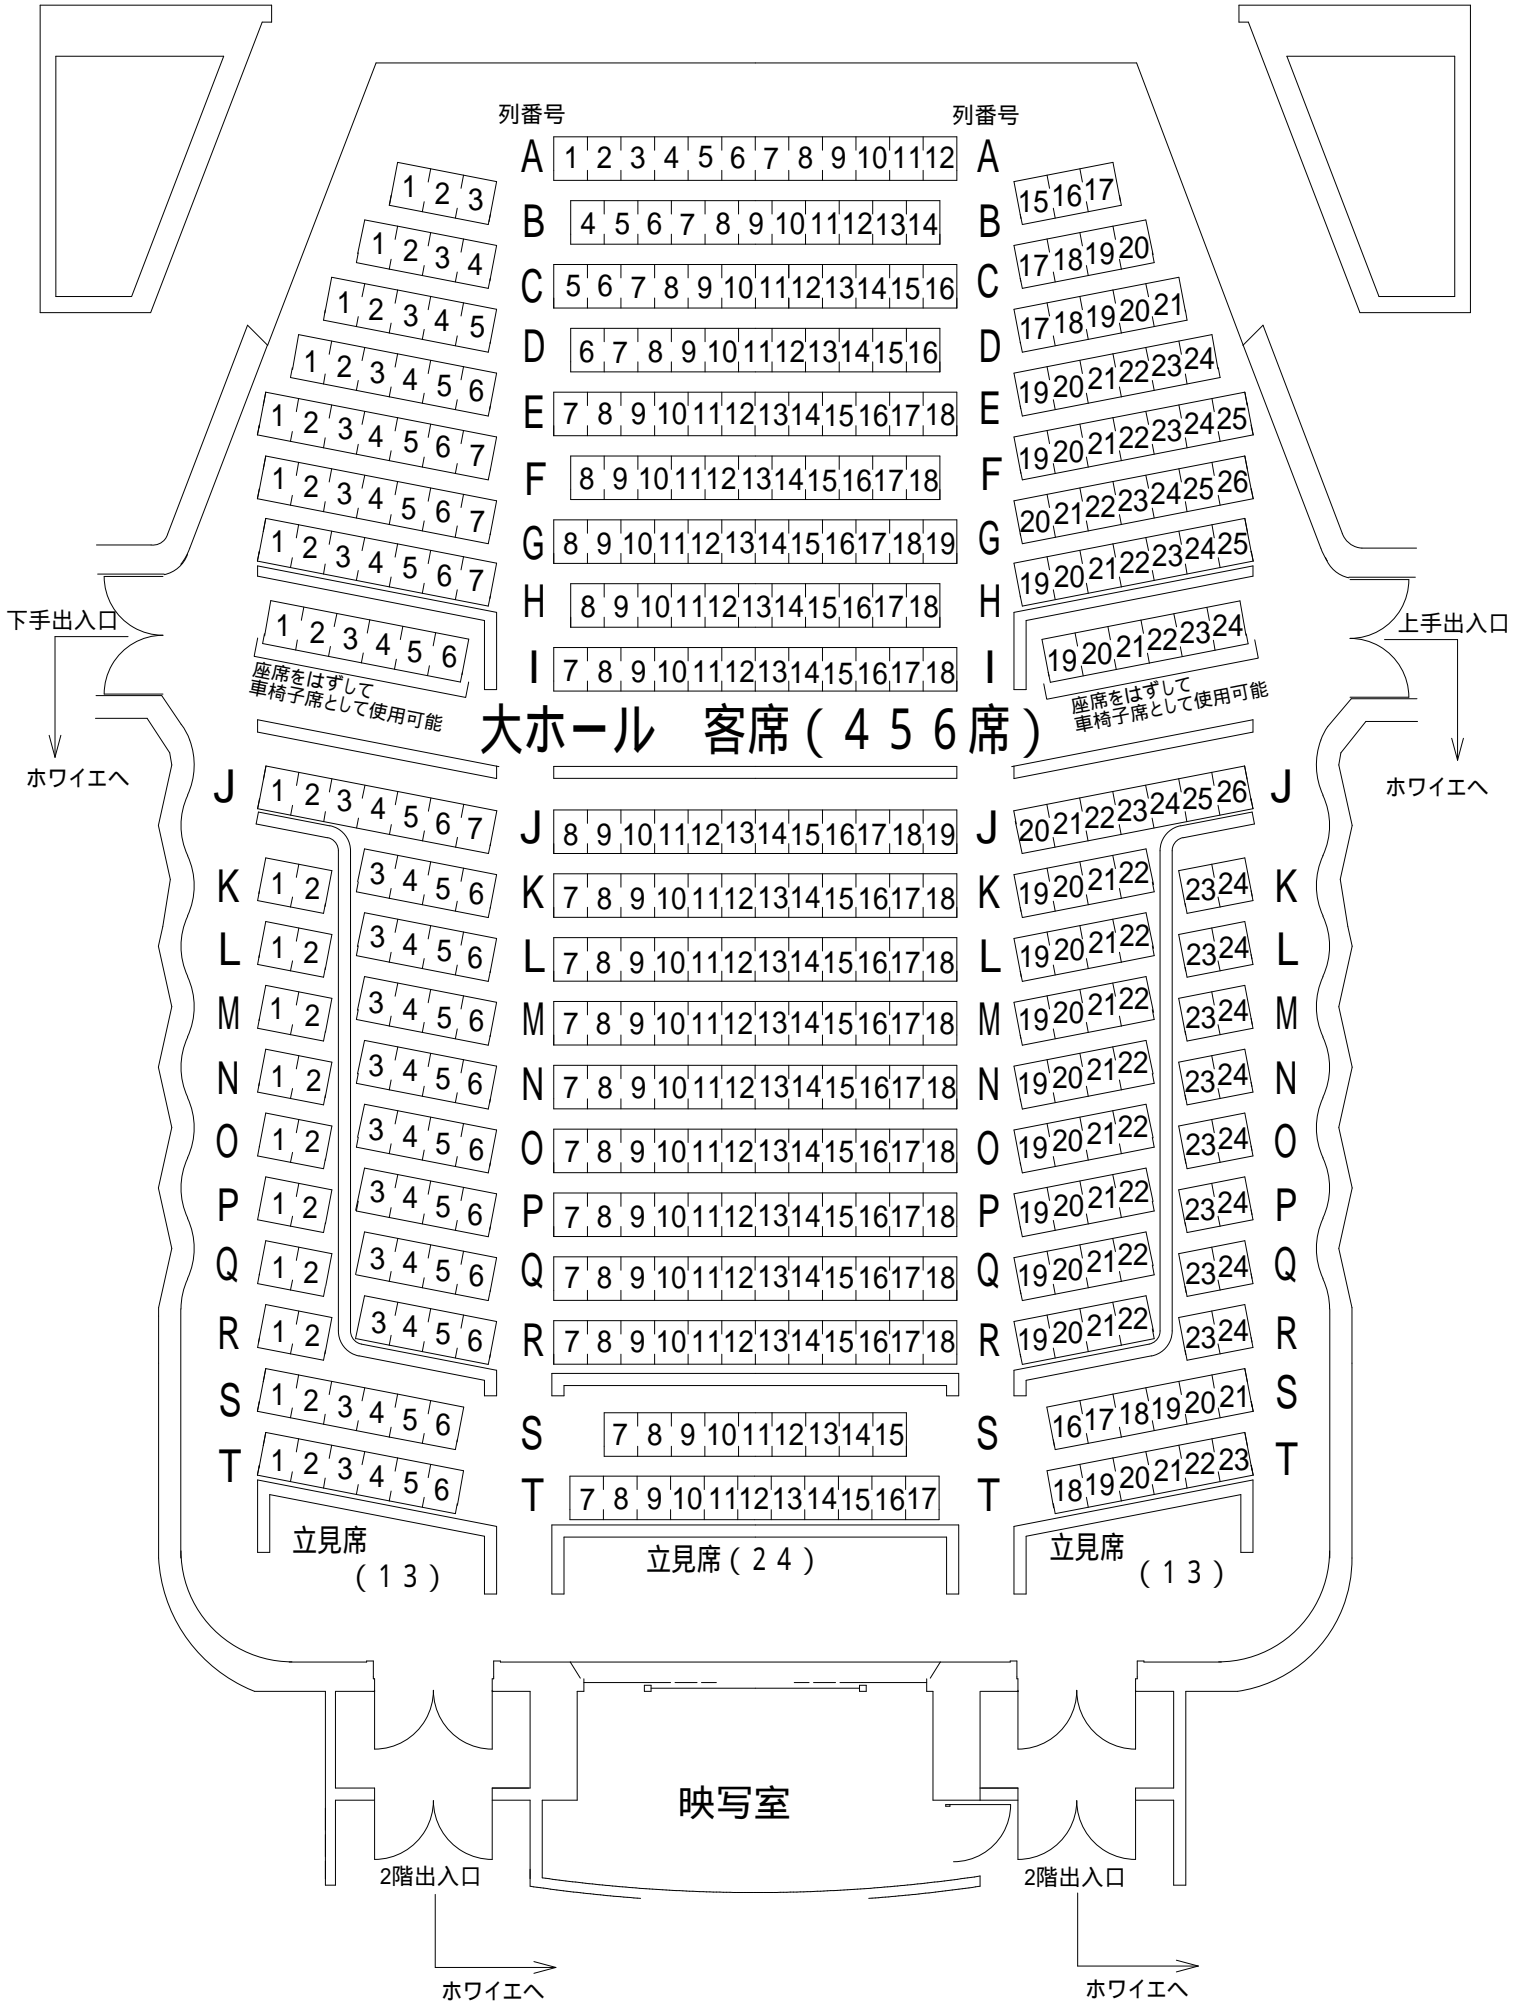 列番号 列番号
A 1 2 3 4 5 6 7 8 9 10 11 12 A
1 2 3 B 4 5 6 7 8 9 10 11 12 13 14 B 15 16 17
1 2 3 4 C 5 6 7 8 9 10 11 12 13 14 15 16 C 17 18 19 20
1 2 3 4 5 D 6 7 8 9 10 11 12 13 14 15 16 D 17 18 19 20 21
1 2 3 4 5 6 E 7 8 9 10 11 12 13 14 15 16 17 18 E 19 20 21 22 23 24
1 2 3 4 5 6 7 F 8 9 10 11 12 13 14 15 16 17 18 F 19 20 21 22 23 24 25
1 2 3 4 5 6 7 G 8 9 10 11 12 13 14 15 16 17 18 19 G 20 21 22 23 24 25 26
1 2 3 4 5 6 7 H 8 9 10 11 12 13 14 15 16 17 18 H 19 20 21 22 23 24 25
下手出入口 上手出入口
1 2 3 4 5 6 I 7 8 9 10 11 12 13 14 15 16 17 18 I 19 20 21 22 23 24
座席をはずして
車椅子席として使用可能
座席をはずして
車椅子席として使用可能
大ホール 客席(456席)
ホワイエへ ホワイエへ
J 1 2 3 4 5 6 7 J 8 9 10 11 12 13 14 15 16 17 18 19 J 20 21 22 23 24 25 26 J
K 1 2 3 4 5 6 K 7 8 9 10 11 12 13 14 15 16 17 18 K 19 20 21 22 23 24 K
L 1 2 3 4 5 6 L 7 8 9 10 11 12 13 14 15 16 17 18 L 19 20 21 22 23 24 L
M 1 2 3 4 5 6 M 7 8 9 10 11 12 13 14 15 16 17 18 M 19 20 21 22 23 24 M
N 1 2 3 4 5 6 N 7 8 9 10 11 12 13 14 15 16 17 18 N 19 20 21 22 23 24 N
O 1 2 3 4 5 6 O 7 8 9 10 11 12 13 14 15 16 17 18 O 19 20 21 22 23 24 O
P 1 2 3 4 5 6 P 7 8 9 10 11 12 13 14 15 16 17 18 P 19 20 21 22 23 24 P
Q 1 2 3 4 5 6 Q 7 8 9 10 11 12 13 14 15 16 17 18 Q 19 20 21 22 23 24 Q
R 1 2 3 4 5 6 R 7 8 9 10 11 12 13 14 15 16 17 18 R 19 20 21 22 23 24 R
S 1 2 3 4 5 6 S 7 8 9 10 11 12 13 14 15 S 16 17 18 19 20 21 S
T 1 2 3 4 5 6 T 7 8 9 10 11 12 13 14 15 16 17 T 18 19 20 21 22 23 T
立見席
(13)
立見席(24)
立見席
(13)
映写室
2階出入口 2階出入口
ホワイエへ ホワイエへ